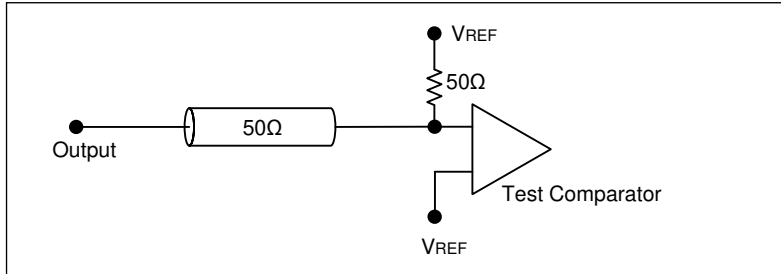 VREF
50Ω
50Ω
Output
Test Comparator
VREF